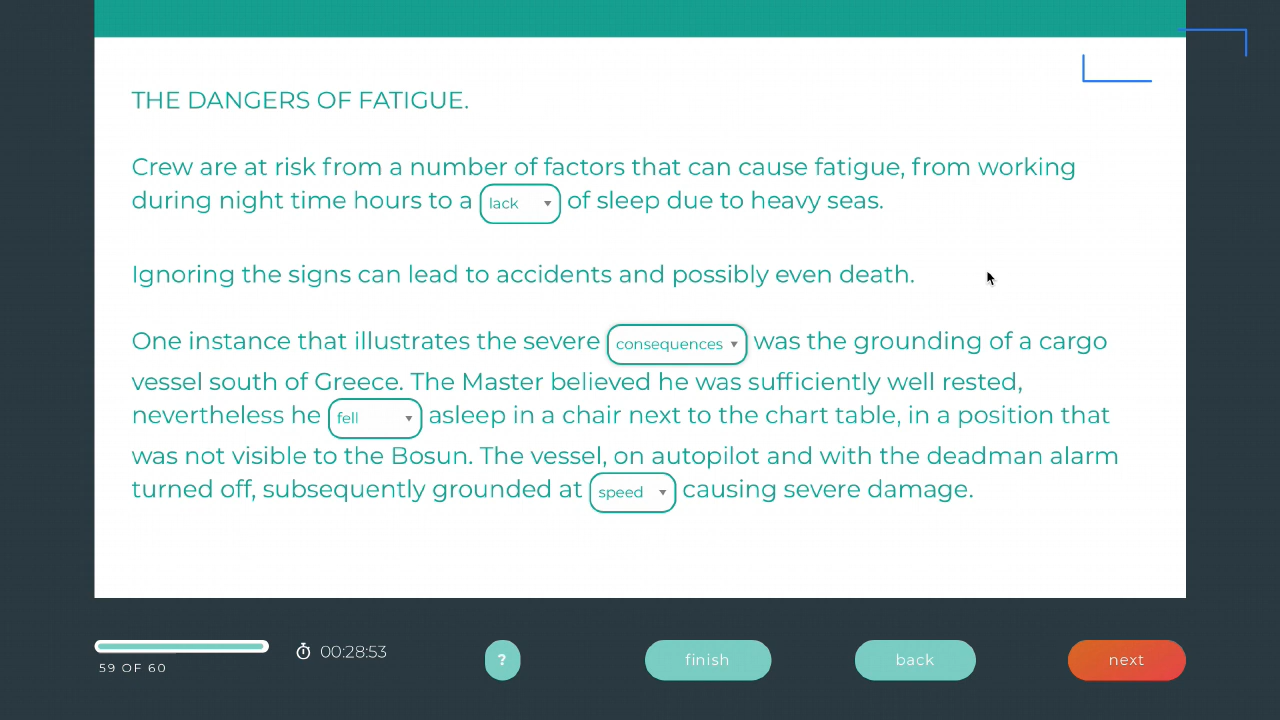 THE DANGERS OF FATIGUE.
Crew are at risk from a number of factors that can cause fatigue, from working
during night time hours to a lack of sleep due to heavy seas.
Ignoring the signs can lead to accidents and possibly even death.
One instance that illustrates the severe consequences was the grounding of a cargo
vessel south of Greece. The Master believed he was sufficiently well rested,
nevertheless he fell asleep in a chair next to the chart table, in a position that
was not visible to the Bosun. The vessel, on autopilot and with the deadman alarm
turned off, subsequently grounded at speed causing severe damage.
59 OF 60
00:28:53
?
finish
back
next